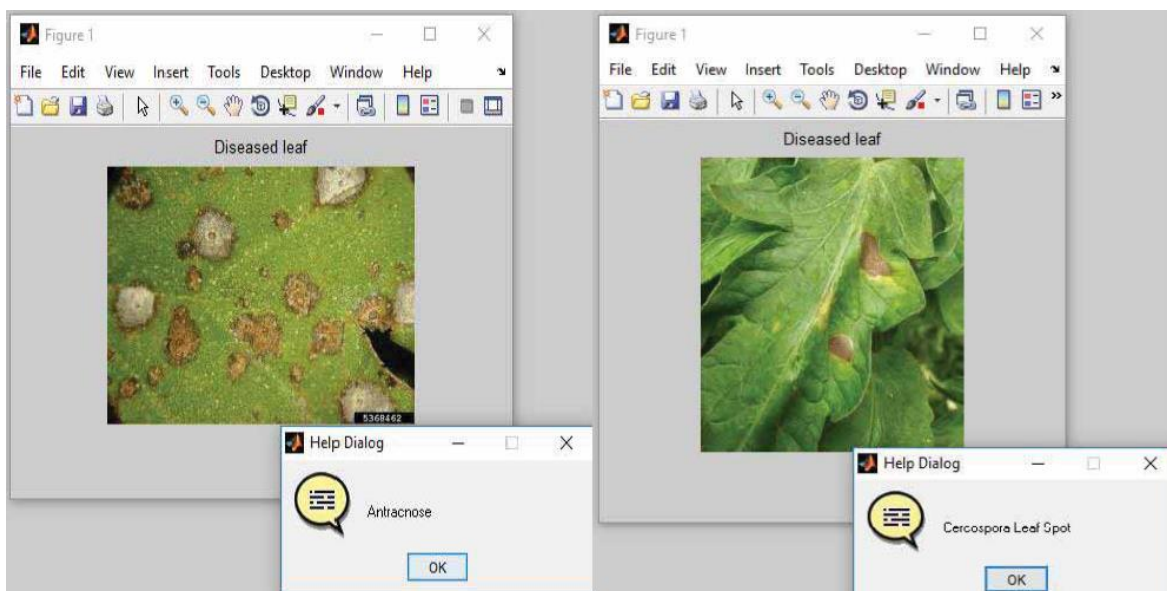 Figure 1
File Edit View Insert Tools Desktop Window Help
Diseased leaf
5368462
Help Dialog
Antracnose
OK
Figure 1
File Edit View Insert Tools Desktop Window Help
Diseased leaf
Help Dialog
Cercospora Leaf Spot
OK